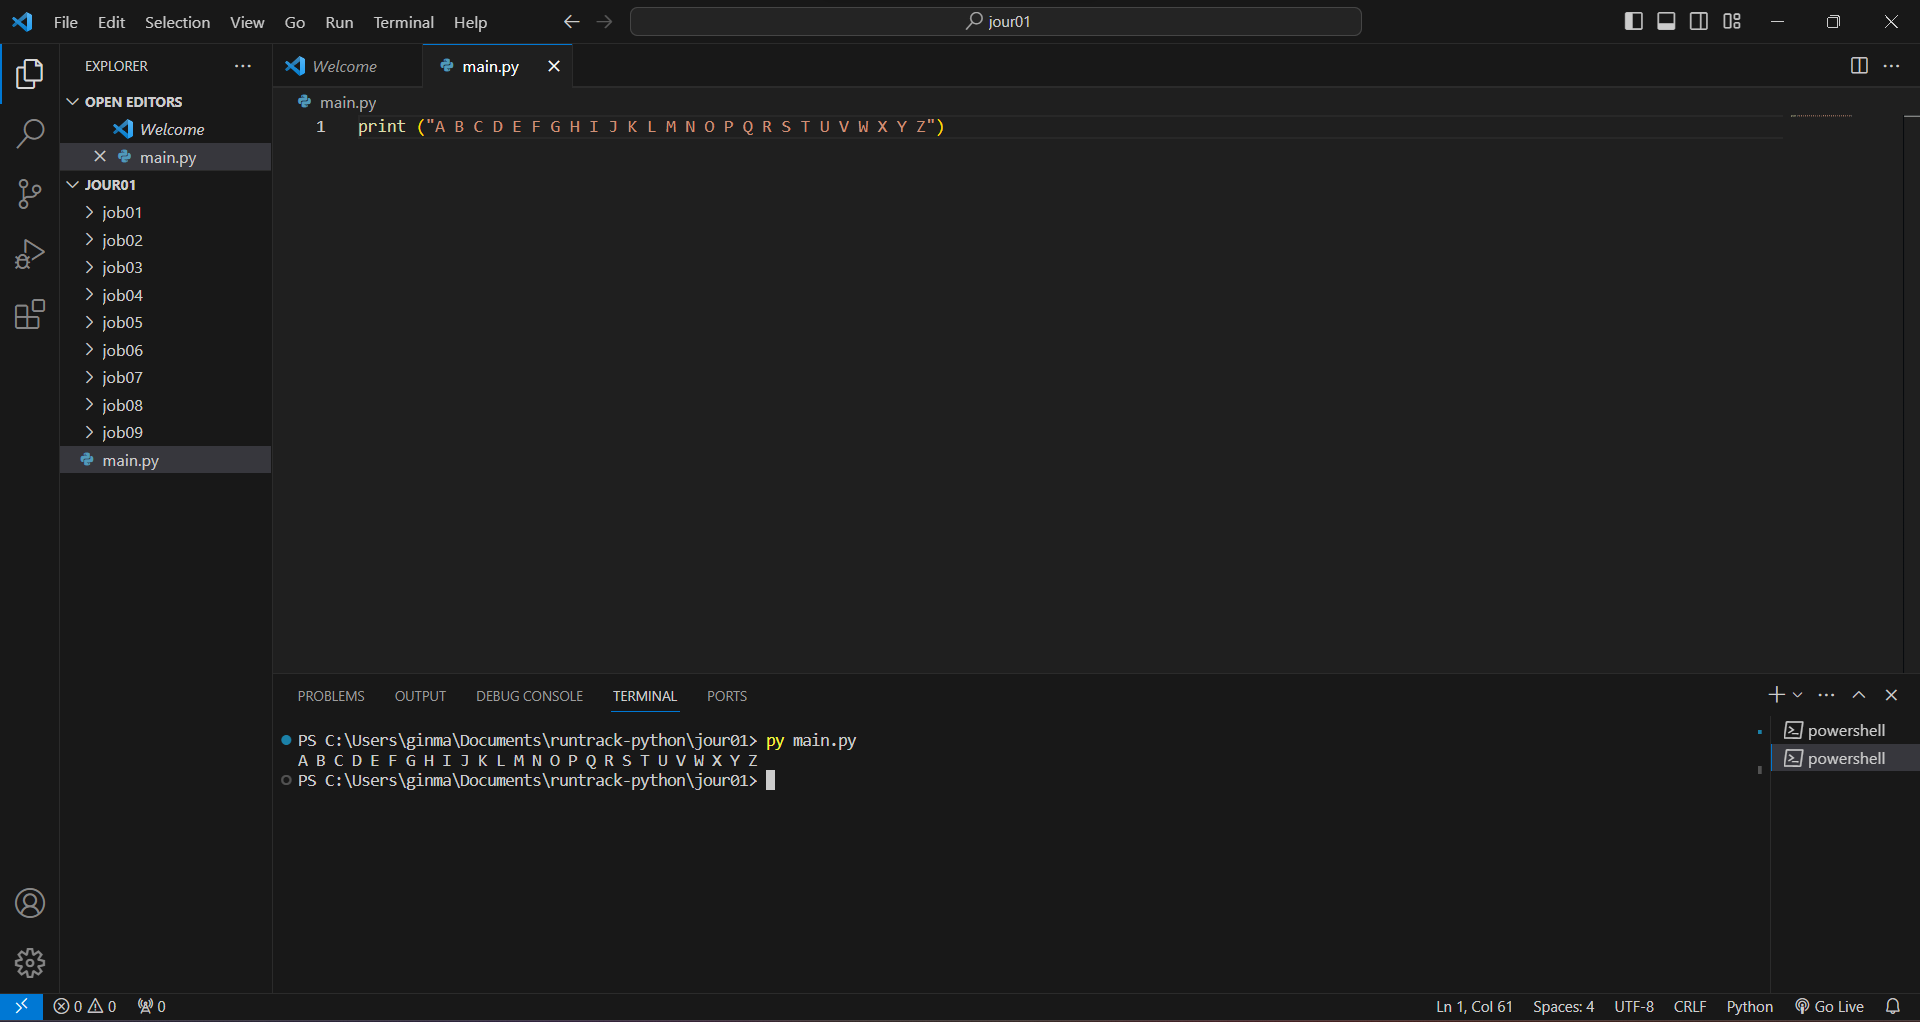 File Edit Selection View Go Run Terminal Help
jour01
EXPLORER
OPEN EDITORS
Welcome
main.py
JOUR01
job01
job02
job03
job04
job05
job06
job07
job08
job09
main.py
Welcome
main.py
main.py
1 print ("A B C D E F G H I J K L M N O P Q R S T U V W X Y Z")
PROBLEMS OUTPUT DEBUG CONSOLE TERMINAL PORTS
PS C:\Users\ginma\Documents\runtrack-python\jour01> py main.py
A B C D E F G H I J K L M N O P Q R S T U V W X Y Z
PS C:\Users\ginma\Documents\runtrack-python\jour01>
powershell
powershell
0 0 0
Ln 1, Col 61 Spaces: 4 UTF-8 CRLF Python Go Live